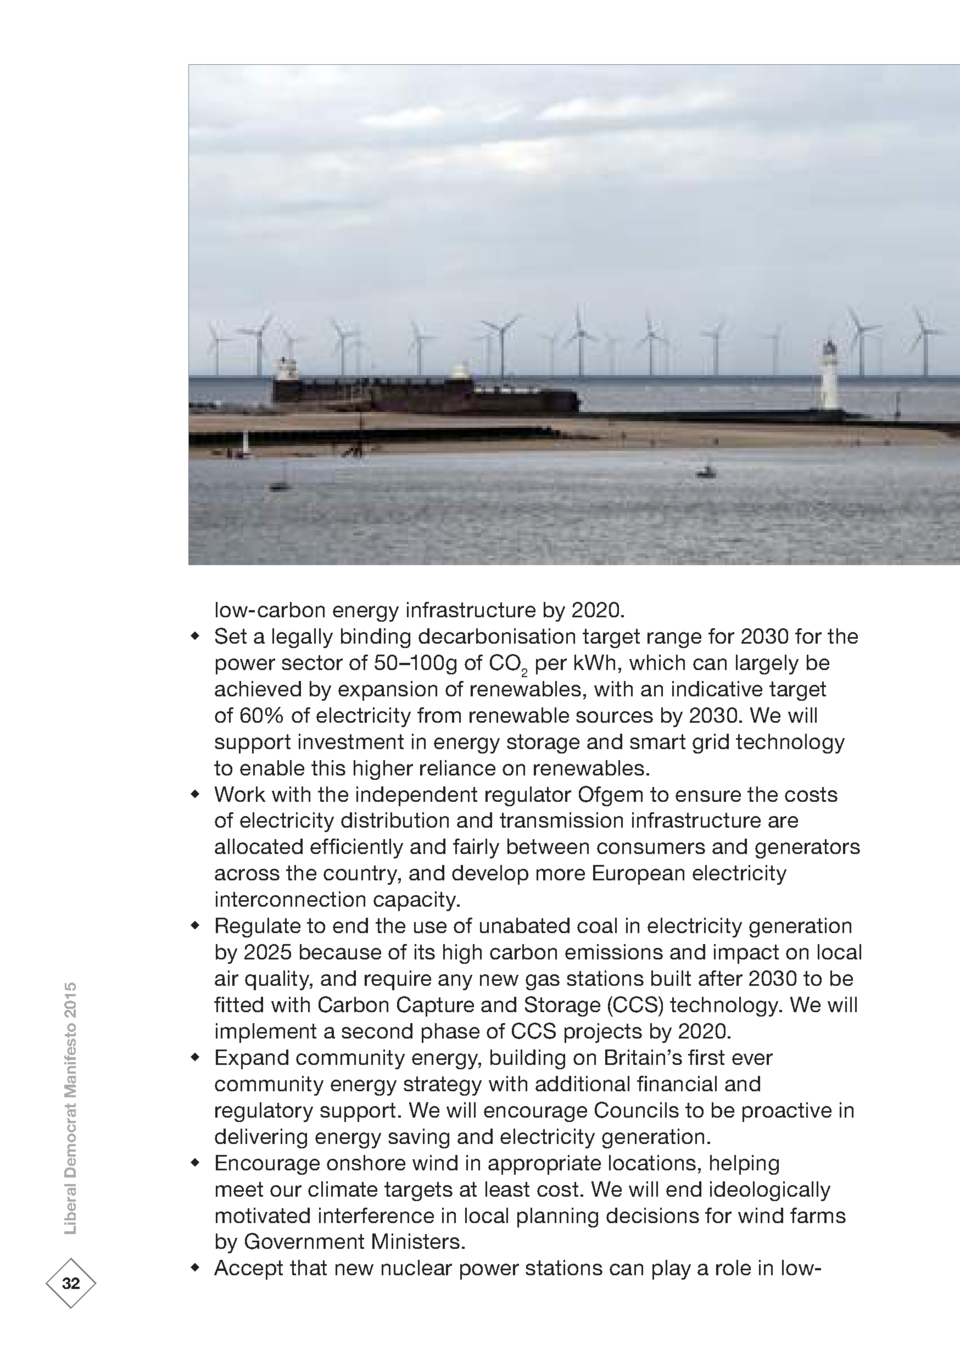 low-carbon energy infrastructure by 2020.
◆ Set a legally binding decarbonisation target range for 2030 for the
power sector of 50–100g of CO₂ per kWh, which can largely be
achieved by expansion of renewables, with an indicative target
of 60% of electricity from renewable sources by 2030. We will
support investment in energy storage and smart grid technology
to enable this higher reliance on renewables.
◆ Work with the independent regulator Ofgem to ensure the costs
of electricity distribution and transmission infrastructure are
allocated efficiently and fairly between consumers and generators
across the country, and develop more European electricity
interconnection capacity.
◆ Regulate to end the use of unabated coal in electricity generation
by 2025 because of its high carbon emissions and impact on local
air quality, and require any new gas stations built after 2030 to be
fitted with Carbon Capture and Storage (CCS) technology. We will
implement a second phase of CCS projects by 2020.
◆ Expand community energy, building on Britain’s first ever
community energy strategy with additional financial and
regulatory support. We will encourage Councils to be proactive in
delivering energy saving and electricity generation.
◆ Encourage onshore wind in appropriate locations, helping
meet our climate targets at least cost. We will end ideologically
motivated interference in local planning decisions for wind farms
by Government Ministers.
◆ Accept that new nuclear power stations can play a role in low-
Liberal Democrat Manifesto 2015
32